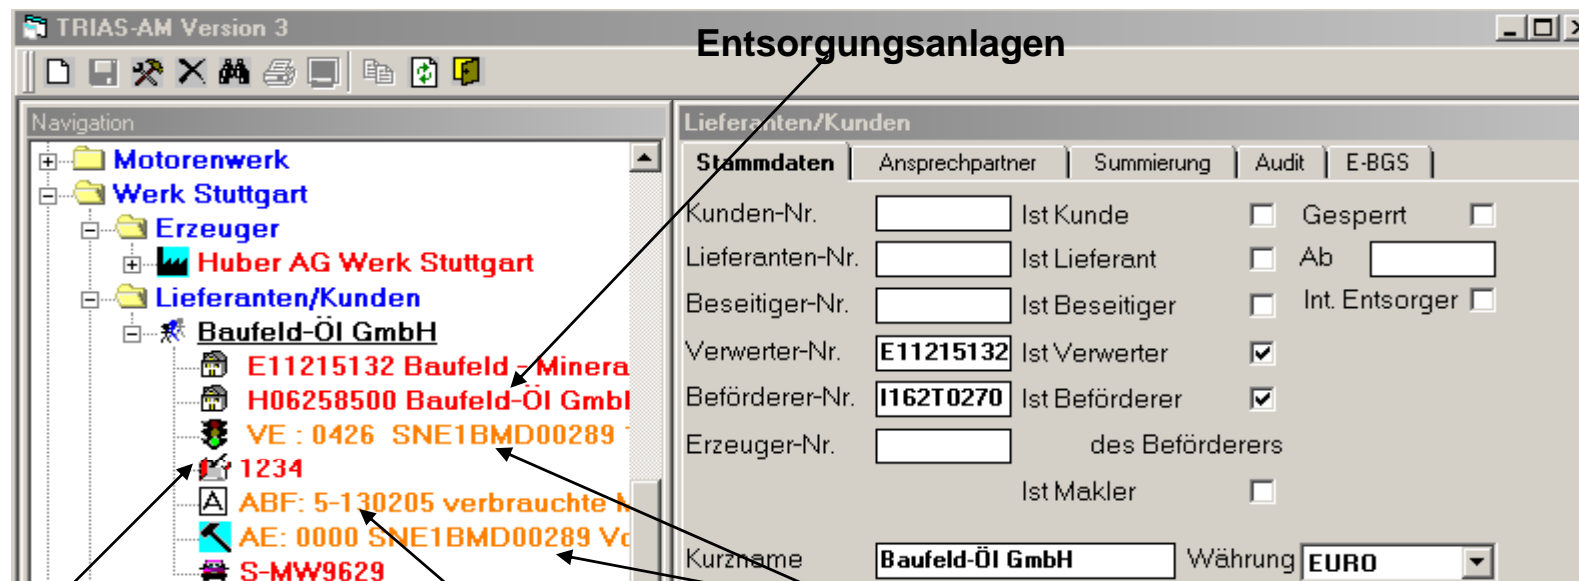 TRIAS-AM Version 3
Entsorgungsanlagen
Navigation
Motorenwerk
Werk Stuttgart
Erzeuger
Huber AG Werk Stuttgart
Lieferanten/Kunden
Baufeld-Öl GmbH
E11215132 Baufeld - Minera
H06258500 Baufeld-Öl Gmbl
VE : 0426 SNE1BMD00289
1234
A ABF: 5-130205 verbrauchte
AE: 0000 SNE1BMD00289 Vo
S-MW9629
Lieferanten/Kunden
Stammdaten Ansprechpartner Summierung Audit E-BGS
Kunden-Nr. Ist Kunde Gesperrt
Lieferanten-Nr. Ist Lieferant Ab
Beseitiger-Nr. Ist Beseitiger Int. Entsorger
Verwerter-Nr. E11215132 Ist Verwerter
Beförderer-Nr. I162T0270 Ist Beförderer
Erzeuger-Nr. des Beförderers
Ist Makler
Kurzname Baufeld-Öl GmbH Währung EURO